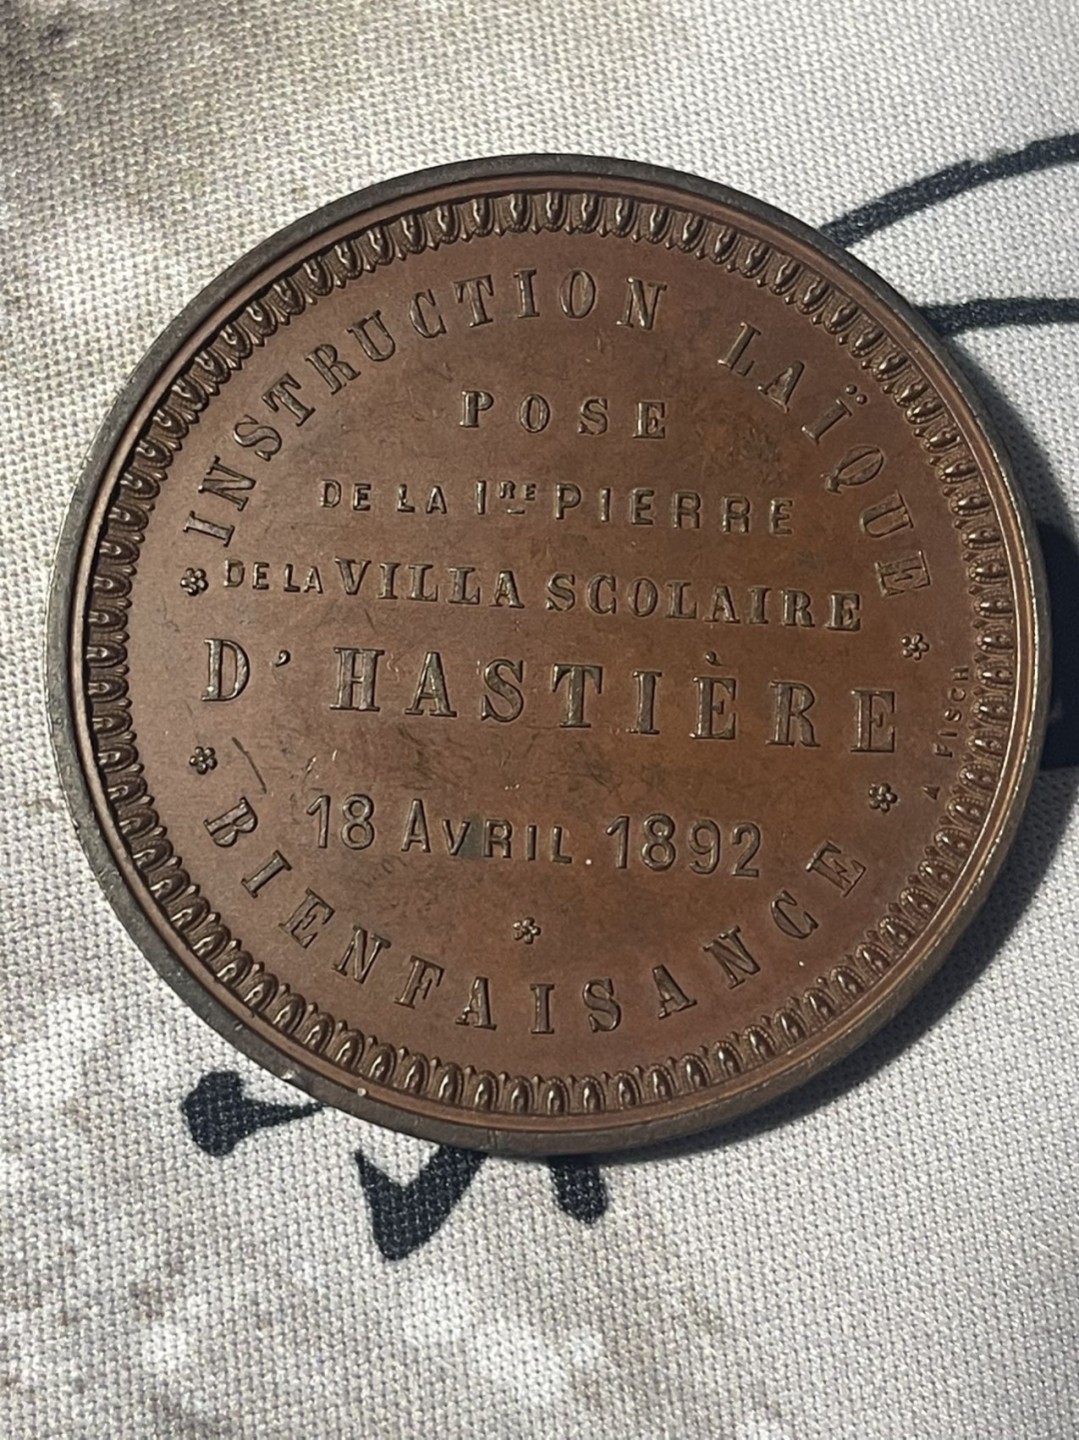 INSTRUCTION LAÏQUE
POSE
DE LA 1RE PIERRE
DE LA VILLA SCOLAIRE
D'HASTIÈRE
18 AVRIL 1892
BIENFAISANCE
A FISCH